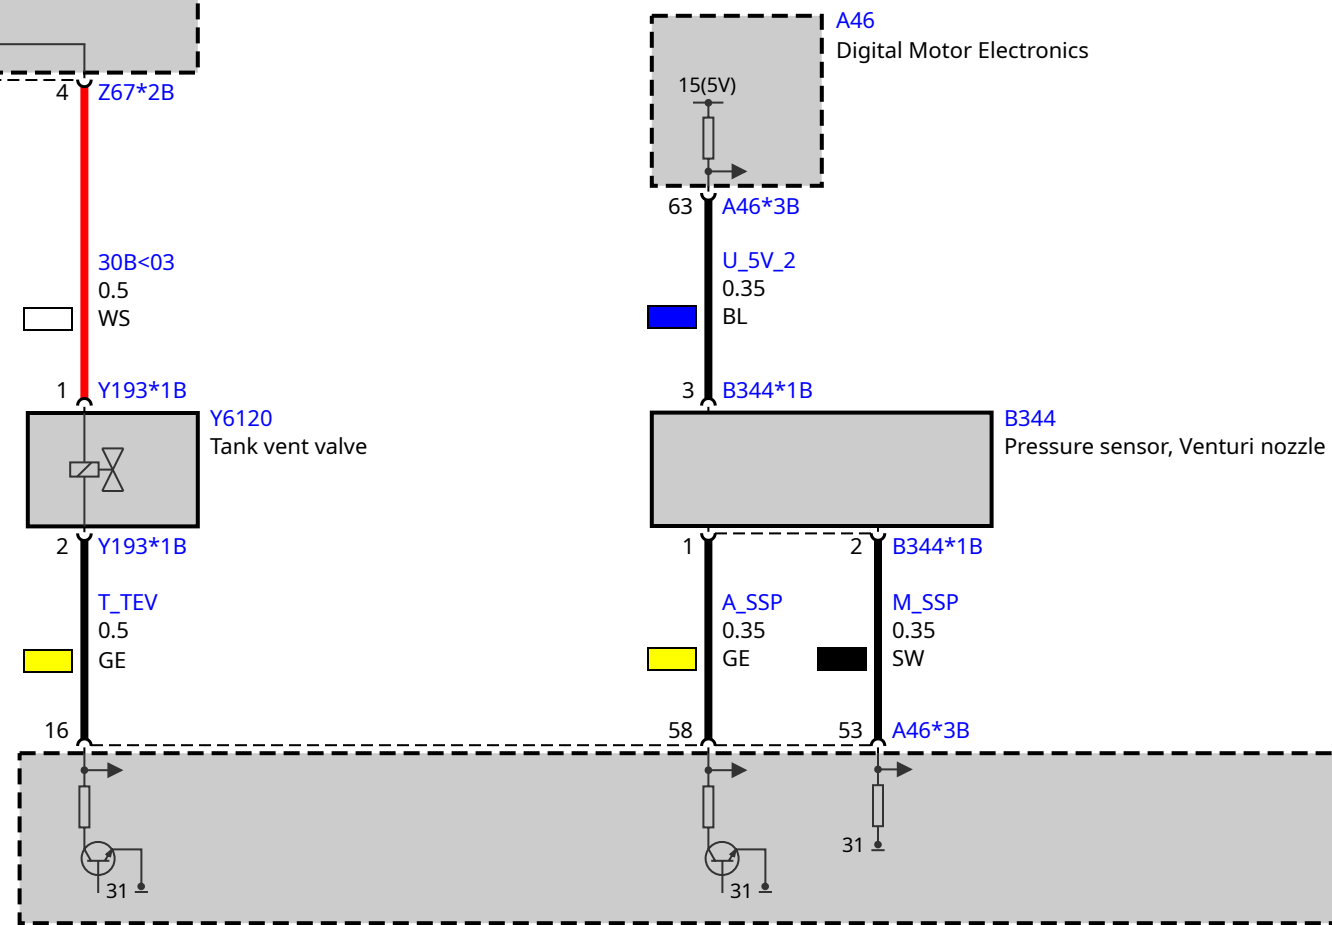 A46
Digital Motor Electronics
15(5V)
4 Z67*2B
63 A46*3B
30B<03
0.5
WS
U_5V_2
0.35
BL
1 Y193*1B
3 B344*1B
Y6120
Tank vent valve
B344
Pressure sensor, Venturi nozzle
2 Y193*1B
1
2 B344*1B
T_TEV
0.5
GE
A_SSP
0.35
GE
M_SSP
0.35
SW
16
58
53 A46*3B
31
31
31